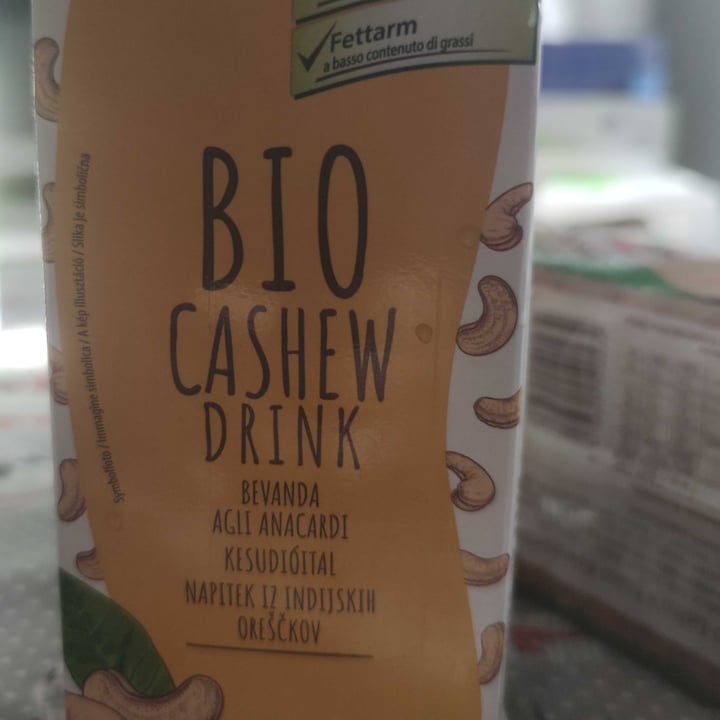 Fettarm
a basso contenuto di grassi
BIO
CASHEW
DRINK
BEVANDA
AGLI ANACARDI
KESUDIÓITAL
NAPITEK IZ INDIJSKIH
OREŠČKOV
Symbolfoto / Immagine simbolica / A kép illusztráció / Slika je simbolična